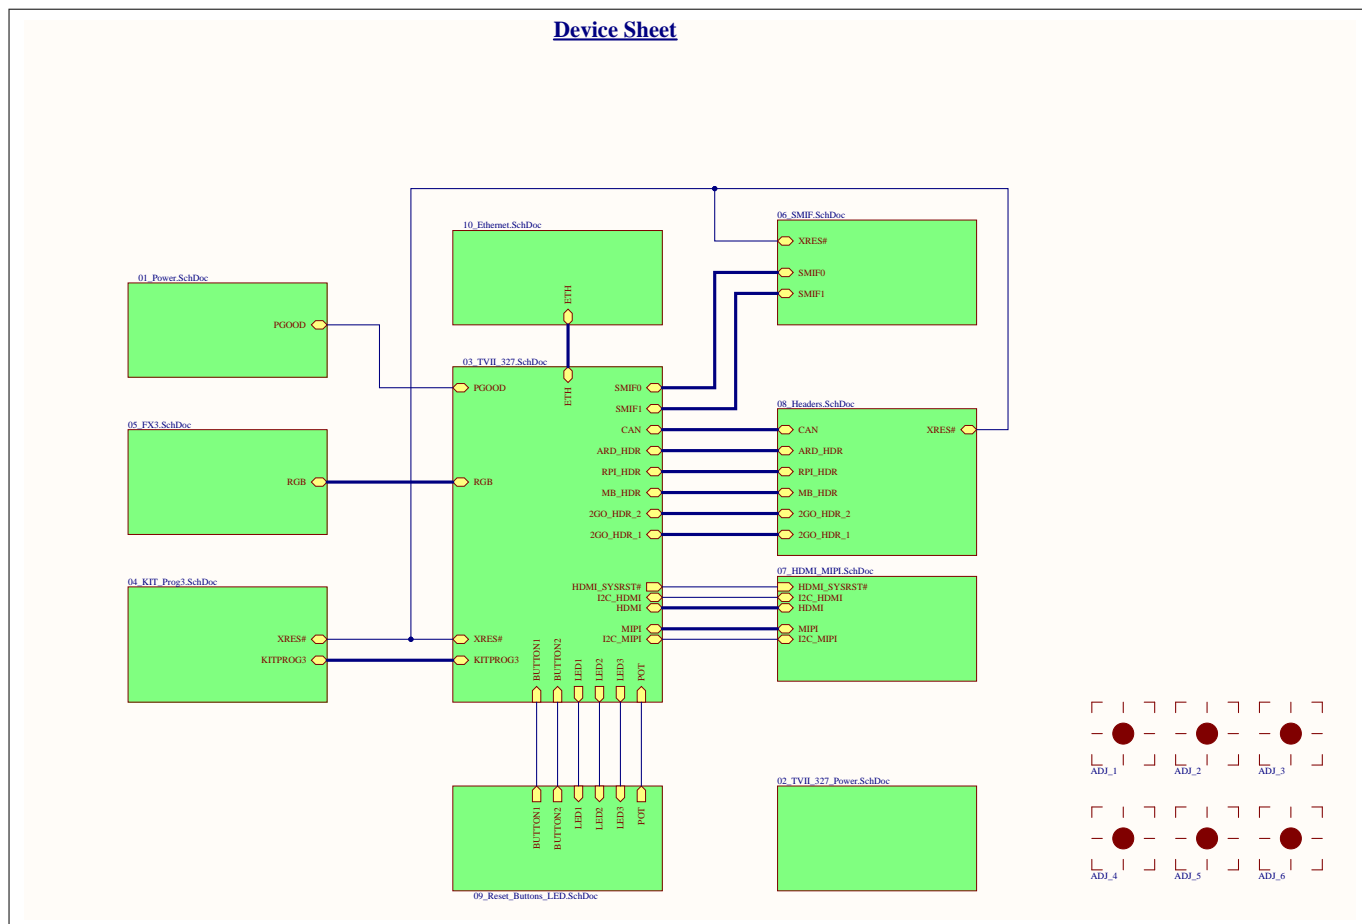 Device Sheet
06_SMIF.SchDoc
XRES#
SMIF0
SMIF1
10_Ethernet.SchDoc
ETH
01_Power.SchDoc
PGOOD
03_TVII_327.SchDoc
PGOOD
ETH
SMIF0
SMIF1
CAN
ARD_HDR
RPI_HDR
MB_HDR
2GO_HDR_2
2GO_HDR_1
RGB
HDMI_SYSRST#
I2C_HDMI
HDMI
MIPI
I2C_MIPI
XRES#
KITPROG3
BUTTON1
BUTTON2
LED1
LED2
LED3
POT
08_Headers.SchDoc
CAN
XRES#
ARD_HDR
RPI_HDR
MB_HDR
2GO_HDR_2
2GO_HDR_1
05_FX3.SchDoc
RGB
07_HDMI_MIPI.SchDoc
HDMI_SYSRST#
I2C_HDMI
HDMI
MIPI
I2C_MIPI
04_KIT_Prog3.SchDoc
XRES#
KITPROG3
BUTTON1
BUTTON2
LED1
LED2
LED3
POT
09_Reset_Buttons_LED.SchDoc
02_TVII_327_Power.SchDoc
ADJ_1
ADJ_2
ADJ_3
ADJ_4
ADJ_5
ADJ_6